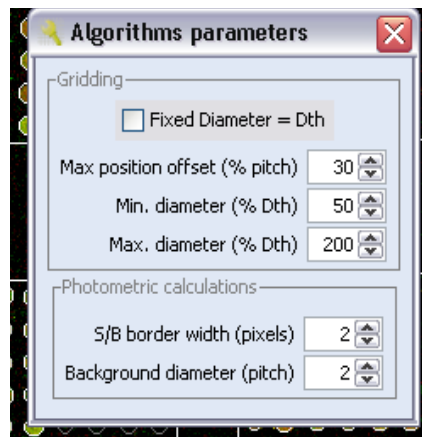 Algorithms parameters
Gridding
Fixed Diameter = Dth
Max position offset (% pitch) 30
Min. diameter (% Dth) 50
Max. diameter (% Dth) 200
Photometric calculations
S/B border width (pixels) 2
Background diameter (pitch) 2